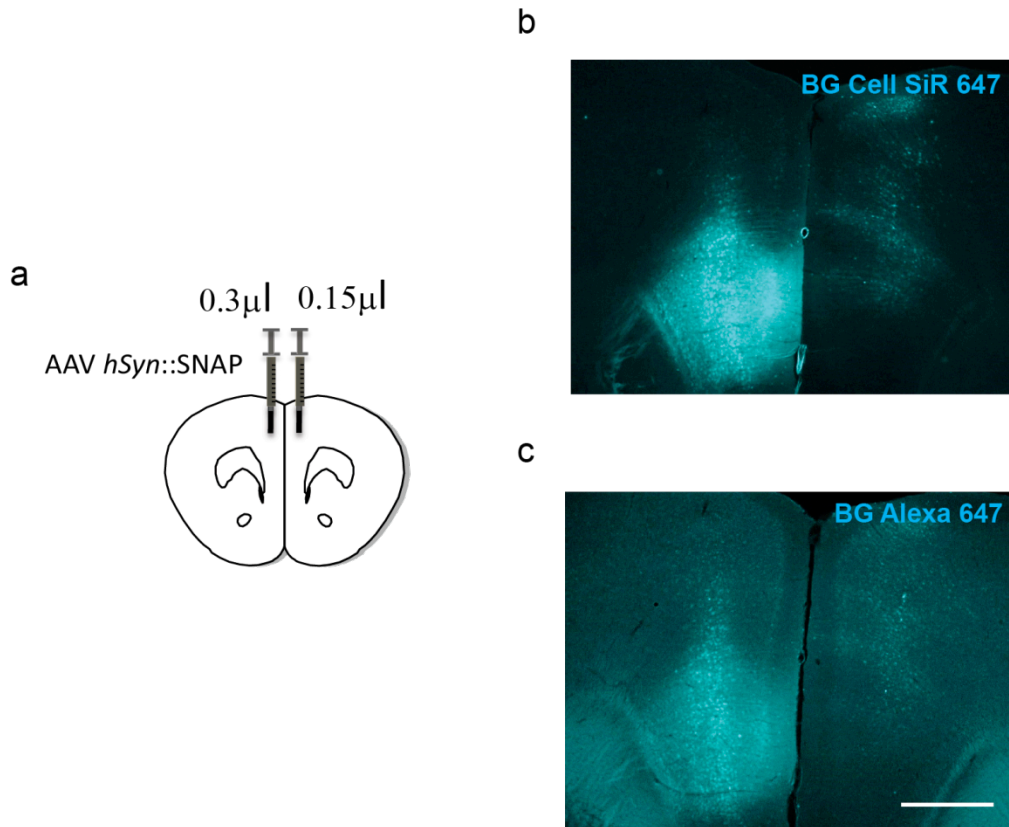 b
BG Cell SiR 647
a
0.3µl 0.15µl
AAV hSyn::SNAP
c
BG Alexa 647